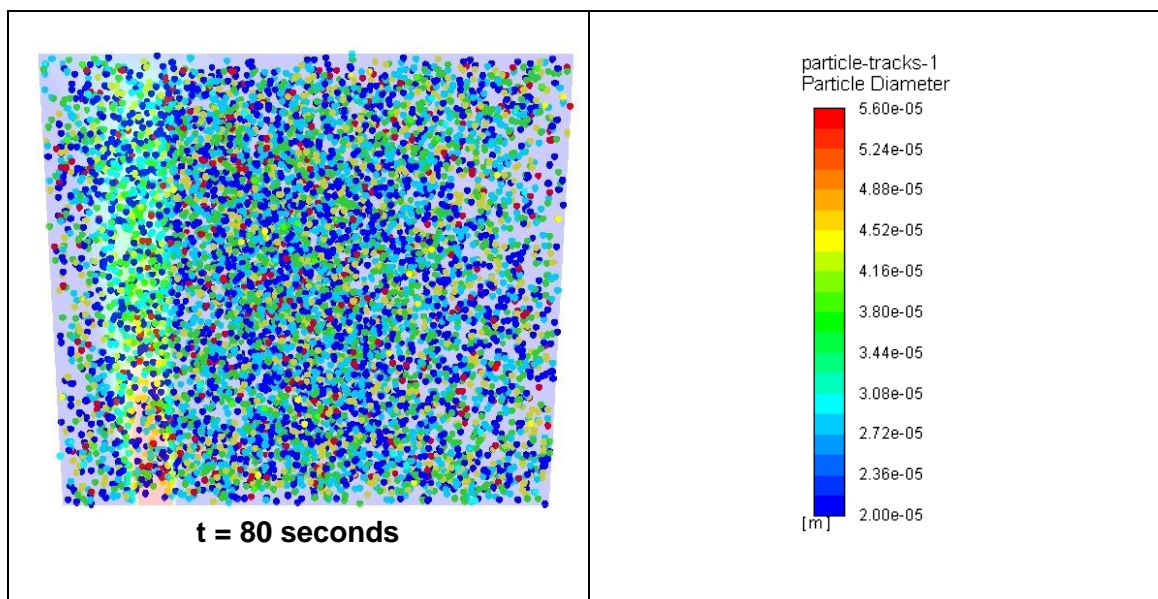 t = 80 seconds
particle-tracks-1
Particle Diameter
5.60e-05
5.24e-05
4.88e-05
4.52e-05
4.16e-05
3.80e-05
3.44e-05
3.08e-05
2.72e-05
2.36e-05
2.00e-05
[m]